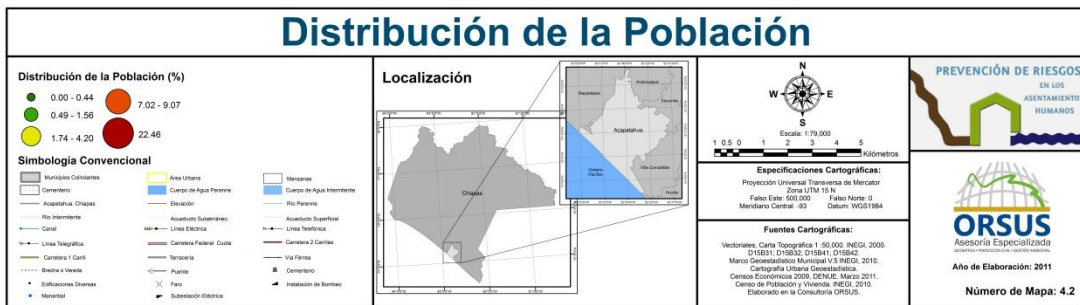 Distribución de la Población
Distribución de la Población (%)
0.00 - 0.44
7.02 - 9.07
0.49 - 1.56
1.74 - 4.20
22.46
Simbología Convencional
Municipios Colindantes
Área Urbana
Manzanas
Cementerio
Cuerpo de Agua Perenne
Cuerpo de Agua Intermitente
Acapetahua, Chiapas
Elevación
Río Perenne
Río Intermitente
Acueducto Subetrráneo
Acueducto Superficial
Canal
Línea Eléctrica
Línea Telefónica
Línea Telegráfica
Carretera Federal Cuota
Carretera 2 Carriles
Carretera 1 Carril
Terracería
Vía Férrea
Brecha o Vereda
Puente
Cementerio
Edificaciones Diversas
Faro
Instalación de Bombeo
Manantial
Subestación Eléctrica
Localización
Chiapas
Mapastepec
Acacoyagua
Escuintla
Acapetahua
Villa Comaltitlán
Océano
Pacífico
Huixtla
N
W E
S
Escala: 1:79,000
1 0.5 0 1 2 3 4 5
Kilómetros
Especificaciones Cartográficas:
Proyección Universal Transversa de Mercator
Zona UTM 15 N
Falso Este: 500,000 Falso Norte: 0
Meridiano Central: -93 Datum: WGS1984
Fuentes Cartográficas:
Vectoriales, Carta Topográfica 1 :50,000. INEGI, 2000.
D15B31; D15B32; D15B41; D15B42.
Marco Geoestadístico Municipal V.5 INEGI, 2010.
Cartografía Urbana Geoestadística.
Censos Económicos 2009, DENUE. Marzo 2011.
Censo de Población y Vivienda. INEGI, 2010.
Elaborado en la Consultoría ORSUS.
PREVENCIÓN DE RIESGOS
EN LOS
ASENTAMIENTOS
HUMANOS
ORSUS
Asesoría Especializada
Año de Elaboración: 2011
Número de Mapa: 4.2